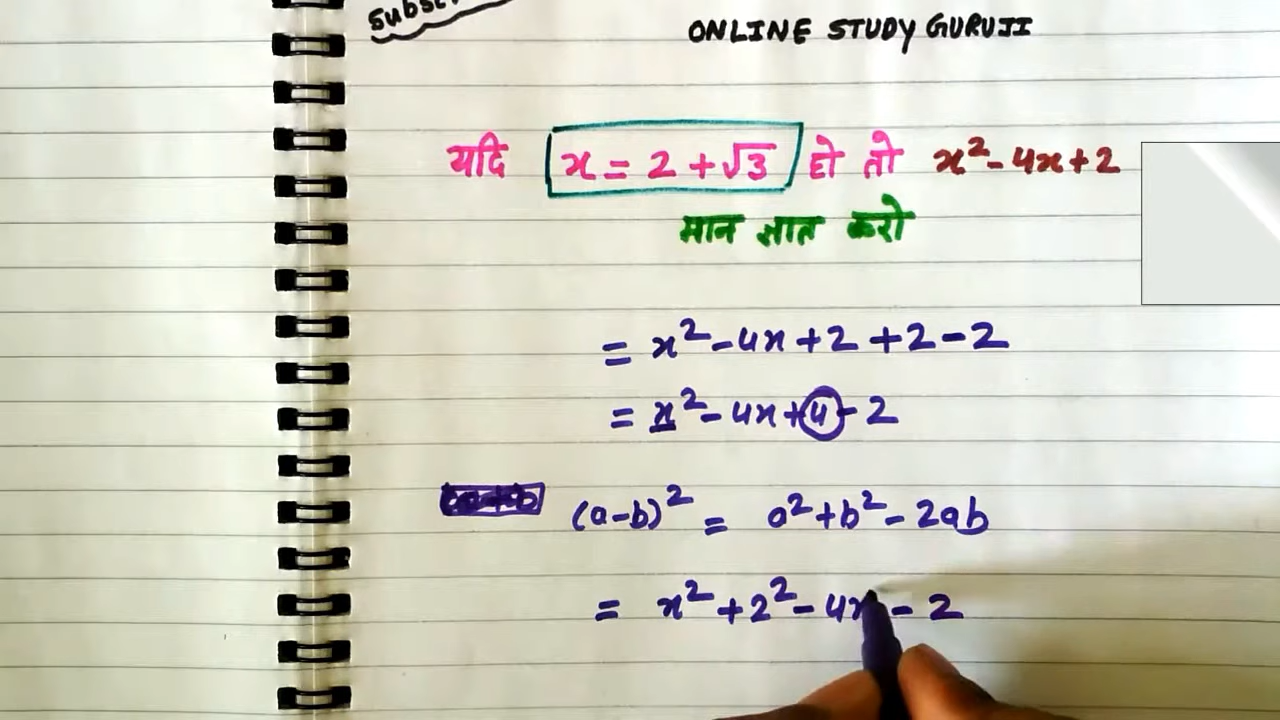 ONLINE STUDY GURUJI
यदि x = 2 + √3 हो तो x² - 4x + 2
मान ज्ञात करो
= x² - 4x + 2 + 2 - 2
= x² - 4x + 4 - 2
(a-b)² = a² + b² - 2ab
= x² + 2² - 4x - 2